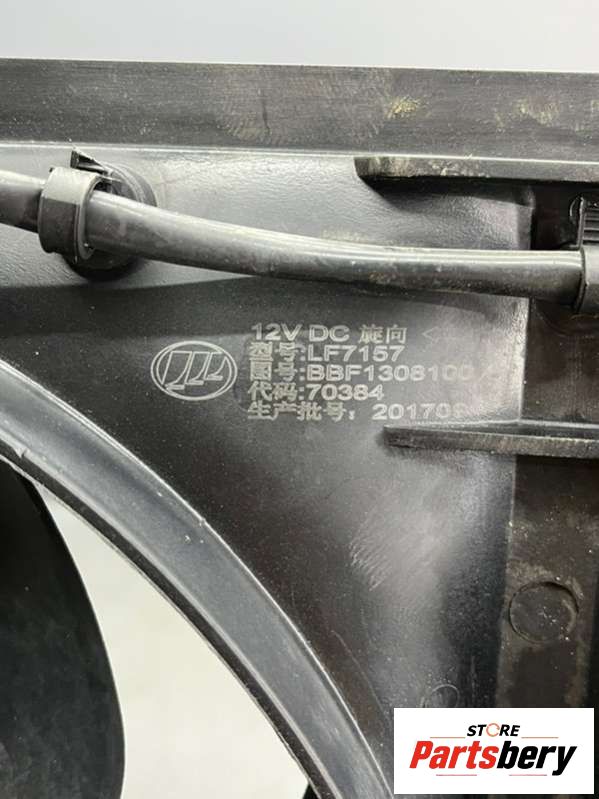 12V DC 旋向 <
型号:LF7157
图号:BBF1308100
代码:70384
生产批号: 20170
STORE
Partsbery